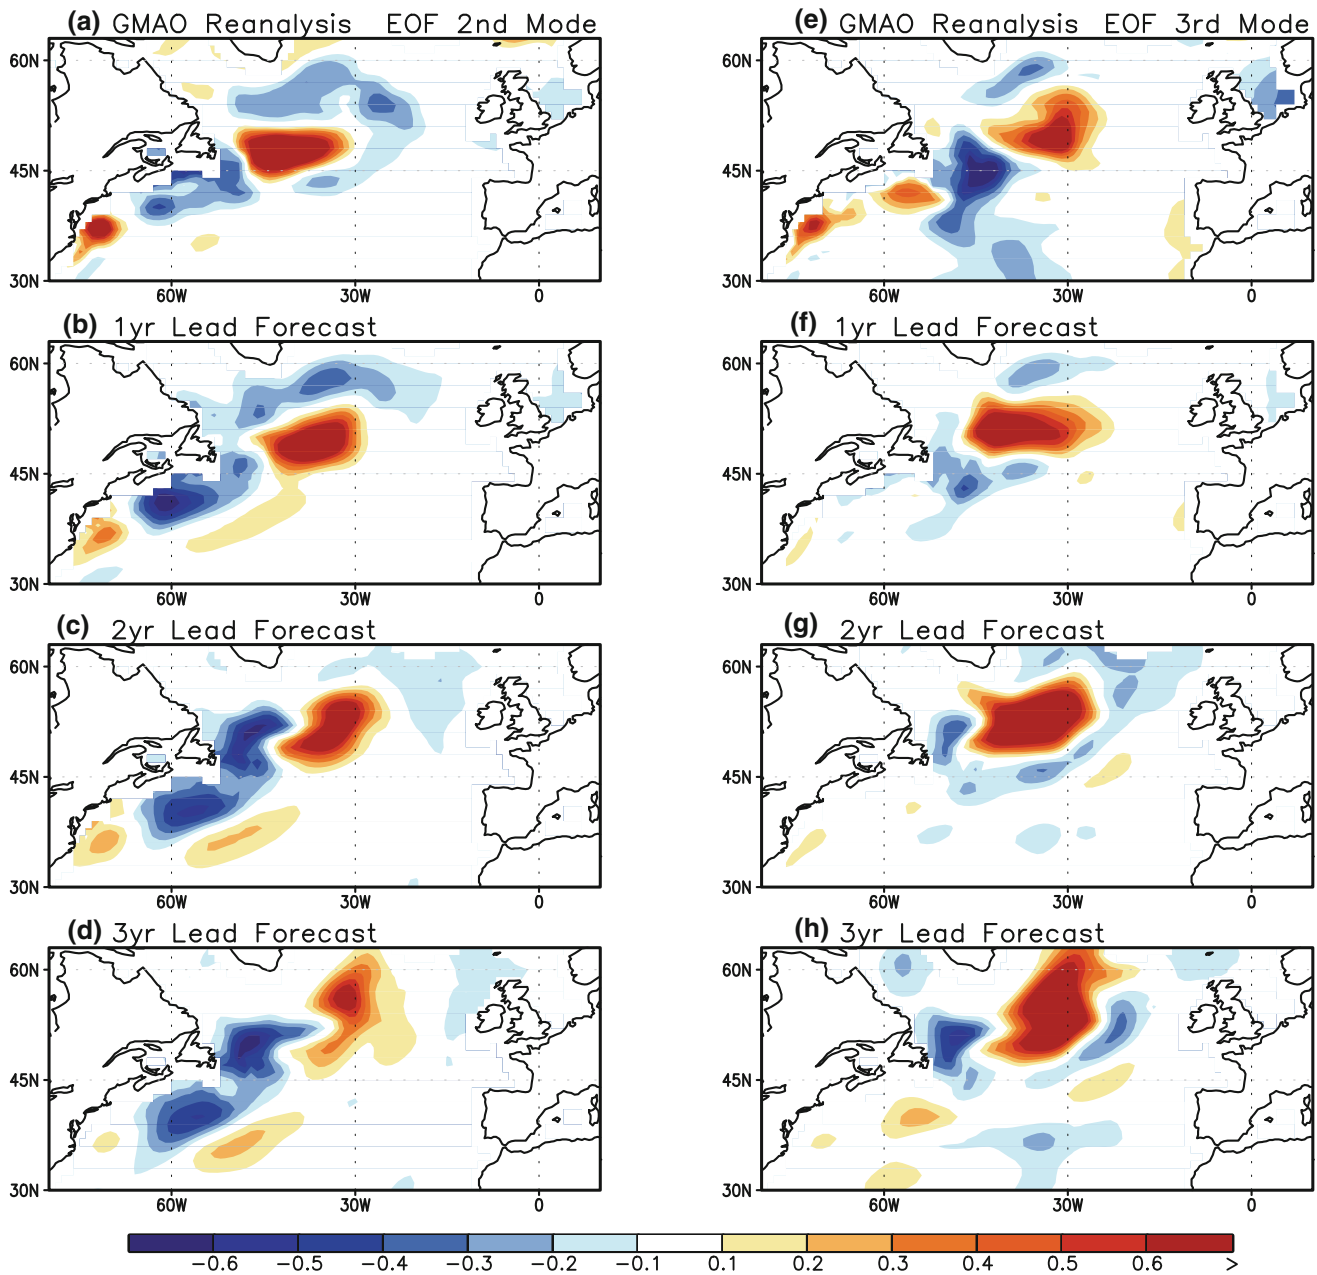 (a) GMAO Reanalysis EOF 2nd Mode
60N
45N
30N
60W 30W 0
(b) 1yr Lead Forecast
60N
45N
30N
60W 30W 0
(c) 2yr Lead Forecast
60N
45N
30N
60W 30W 0
(d) 3yr Lead Forecast
60N
45N
30N
60W 30W 0
(e) GMAO Reanalysis EOF 3rd Mode
60N
45N
30N
60W 30W 0
(f) 1yr Lead Forecast
60N
45N
30N
60W 30W 0
(g) 2yr Lead Forecast
60N
45N
30N
60W 30W 0
(h) 3yr Lead Forecast
60N
45N
30N
60W 30W 0
−0.6 −0.5 −0.4 −0.3 −0.2 −0.1 0.1 0.2 0.3 0.4 0.5 0.6 >